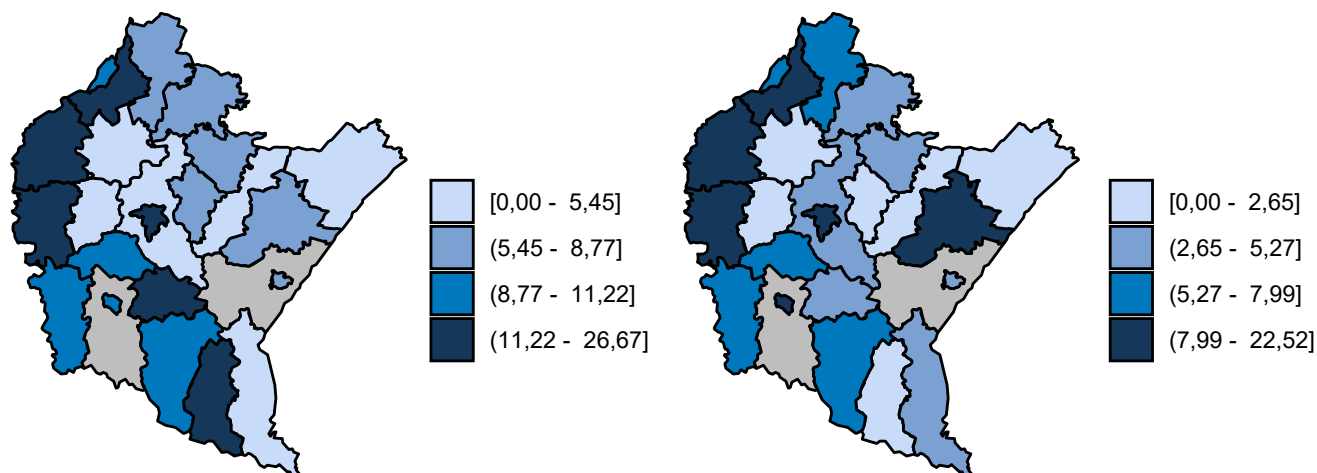 [0,00 - 5,45]
(5,45 - 8,77]
(8,77 - 11,22]
(11,22 - 26,67]
[0,00 - 2,65]
(2,65 - 5,27]
(5,27 - 7,99]
(7,99 - 22,52]